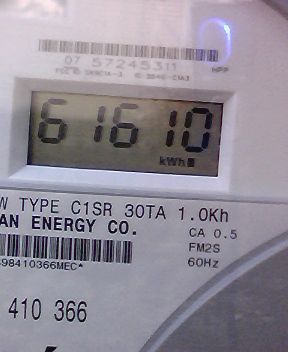 07 57245311
61610
kWh
W TYPE C1SR 30TA 1.0Kh
AN ENERGY CO.
CA 0.5
FM2S
98410366MEC*
60Hz
410 366